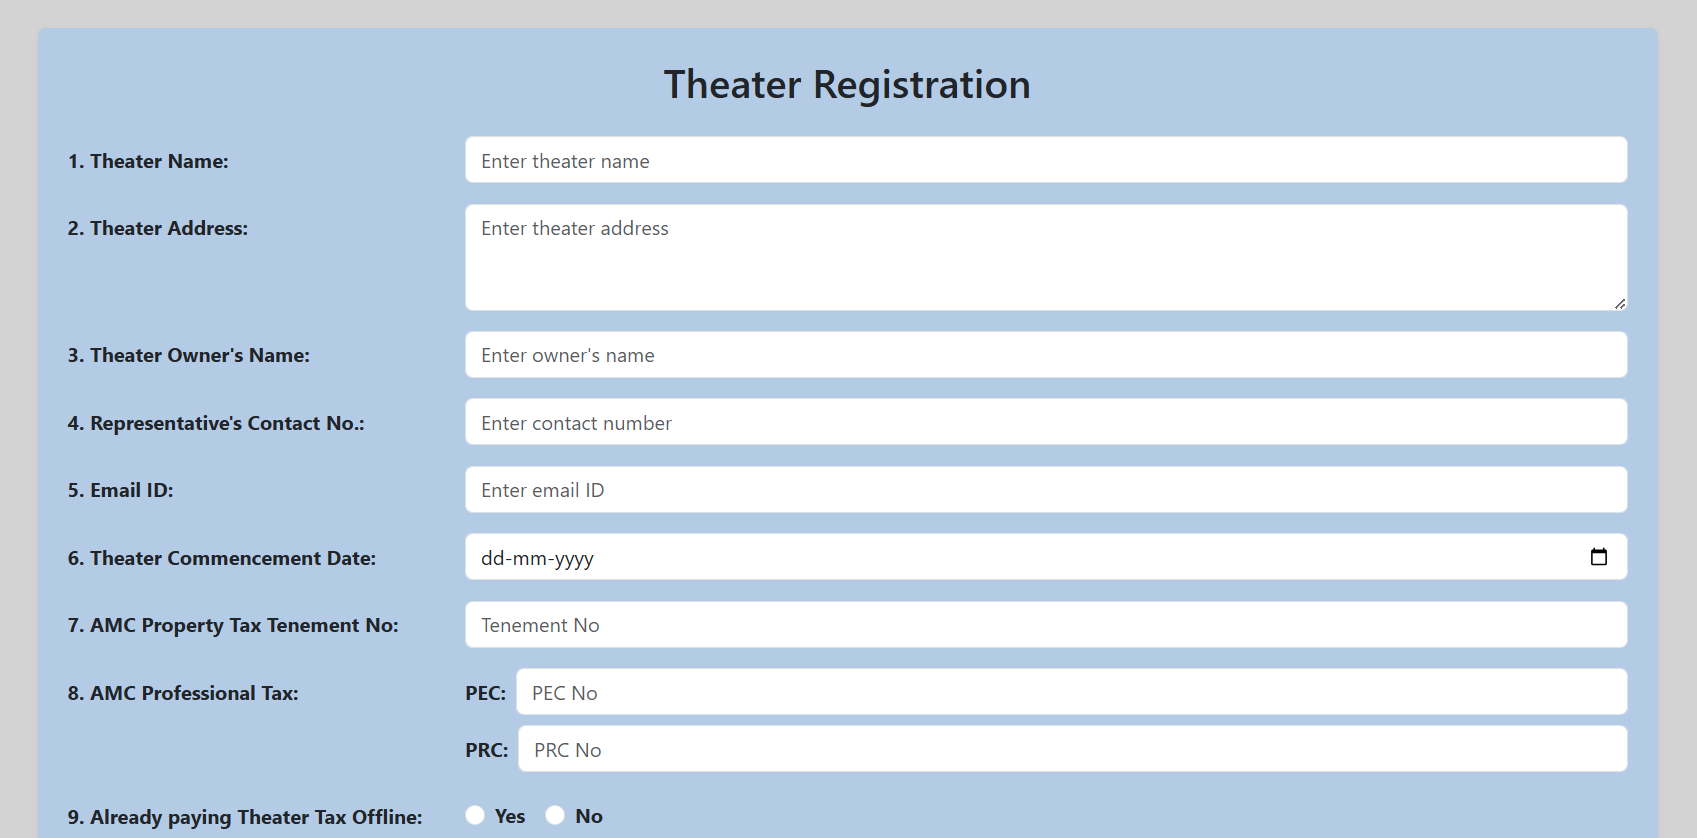 Theater Registration
1. Theater Name: Enter theater name
2. Theater Address: Enter theater address
3. Theater Owner's Name: Enter owner's name
4. Representative's Contact No.: Enter contact number
5. Email ID: Enter email ID
6. Theater Commencement Date: dd-mm-yyyy
7. AMC Property Tax Tenement No: Tenement No
8. AMC Professional Tax: PEC: PEC No
PRC: PRC No
9. Already paying Theater Tax Offline: Yes No